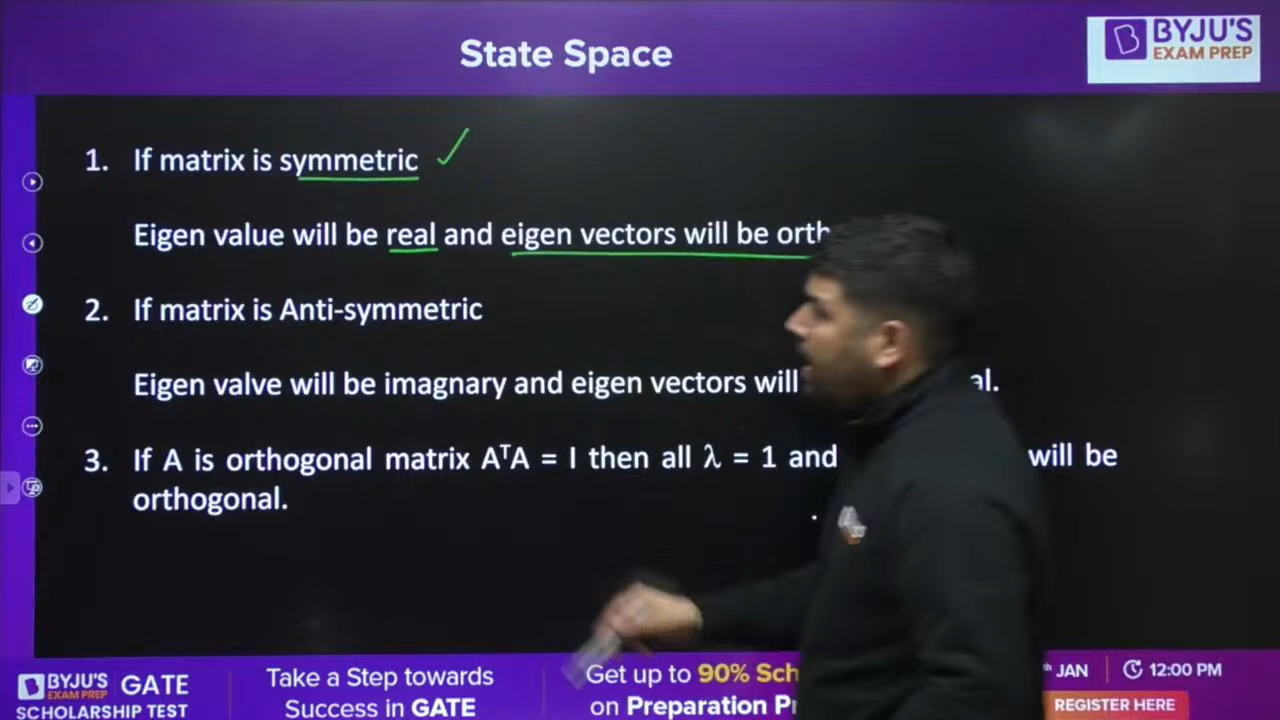 State Space
BYJU'S
EXAM PREP
1. If matrix is symmetric
Eigen value will be real and eigen vectors will be
2. If matrix is Anti-symmetric
Eigen valve will be imagnary and eigen vectors will
3. If A is orthogonal matrix AᵀA = I then all λ = 1 and will be
orthogonal.
BYJU'S
EXAM PREP
GATE
SCHOLARSHIP TEST
Take a Step towards
Success in GATE
Get up to 90%
on Preparation
JAN
12:00 PM
REGISTER HERE